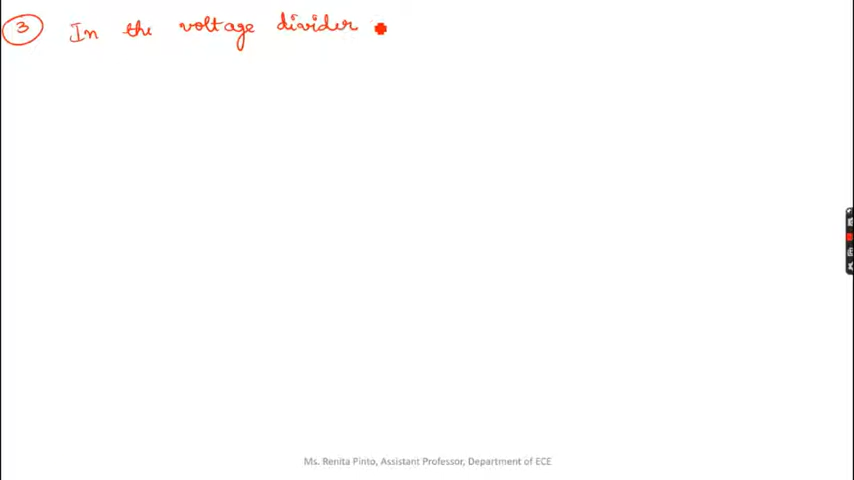 3 In the voltage divider
Ms. Renita Pinto, Assistant Professor, Department of ECE